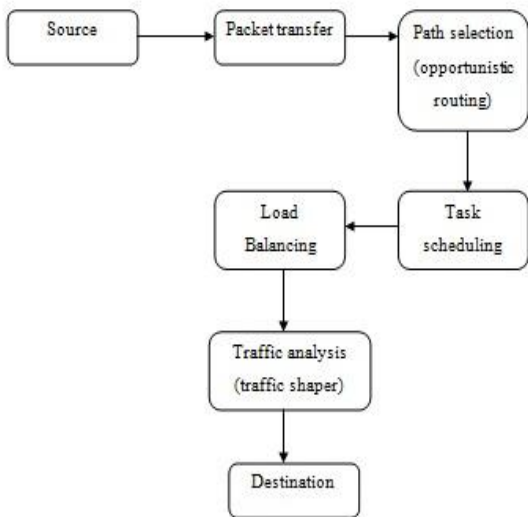 Source
Packet transfer
Path selection
(opportunistic
routing)
Task
scheduling
Load
Balancing
Traffic analysis
(traffic shaper)
Destination